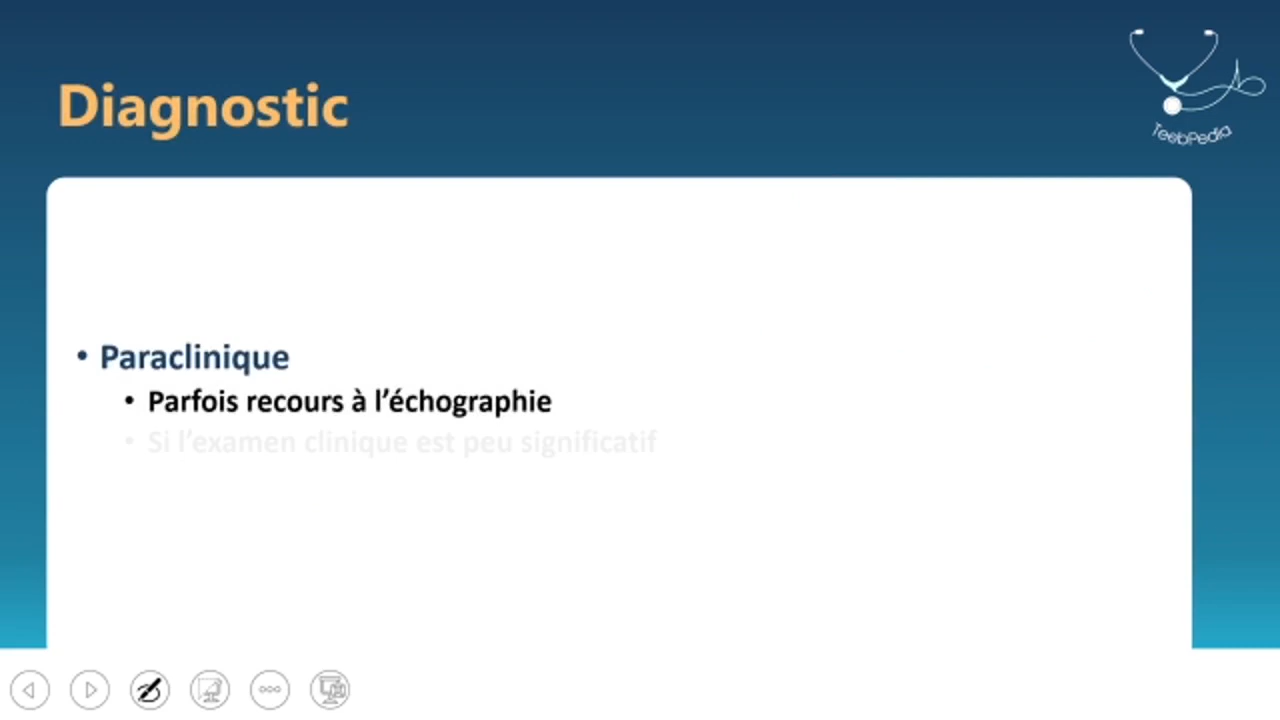 Diagnostic
TeebPedia
• Paraclinique
• Parfois recours à l’échographie
• Si l’examen clinique est peu significatif